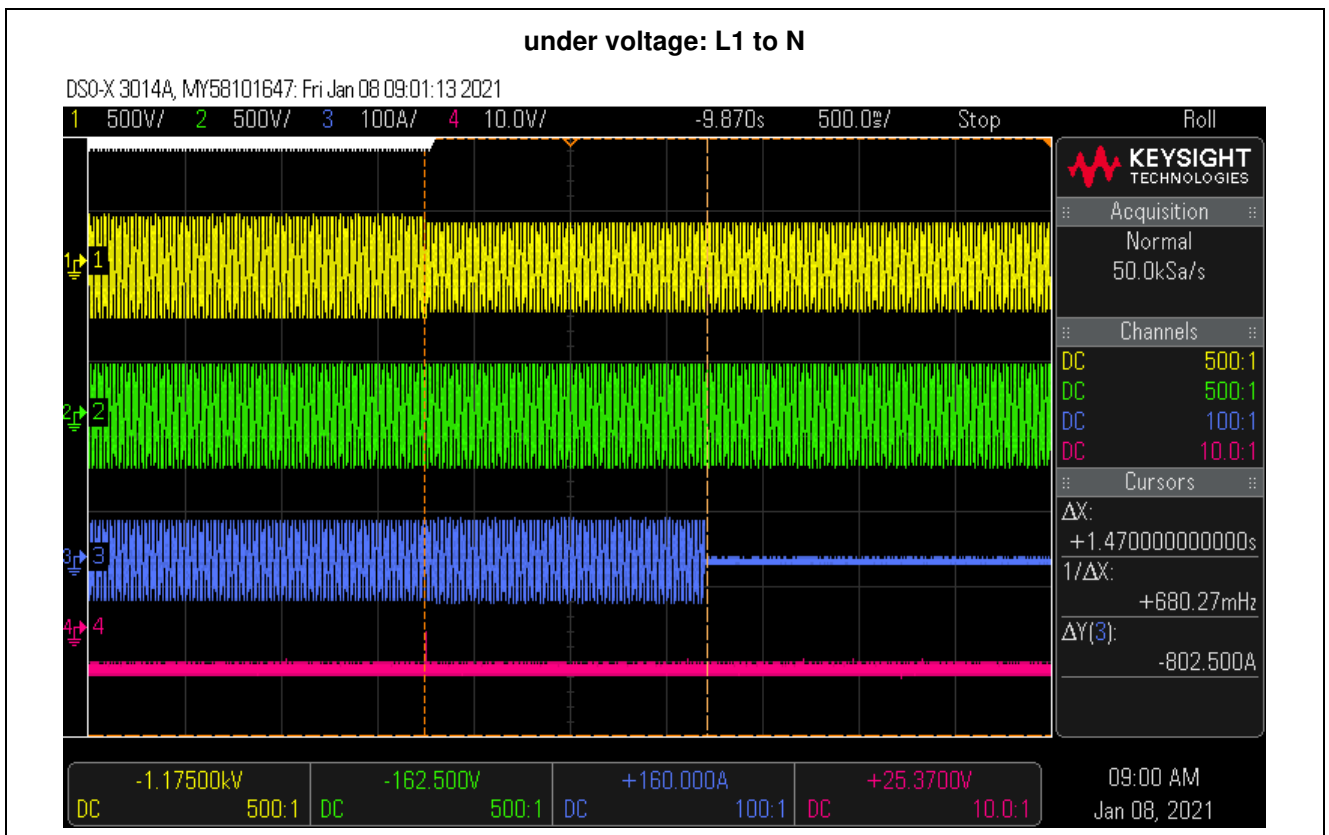 under voltage: L1 to N
DSO-X 3014A, MY58101647: Fri Jan 08 09:01:13 2021
1 500V/ 2 500V/ 3 100A/ 4 10.0V/ -9.870s 500.0ms/ Stop Roll
KEYSIGHT
TECHNOLOGIES
Acquisition
Normal
50.0kSa/s
Channels
DC 500:1
DC 500:1
DC 100:1
DC 10.0:1
Cursors
ΔX:
+1.470000000000s
1/ΔX:
+680.27mHz
ΔY(3):
-802.500A
1 1
2 2
3 3
4 4
-1.17500kV -162.500V +160.000A +25.3700V
DC 500:1 DC 500:1 DC 100:1 DC 10.0:1
09:00 AM
Jan 08, 2021